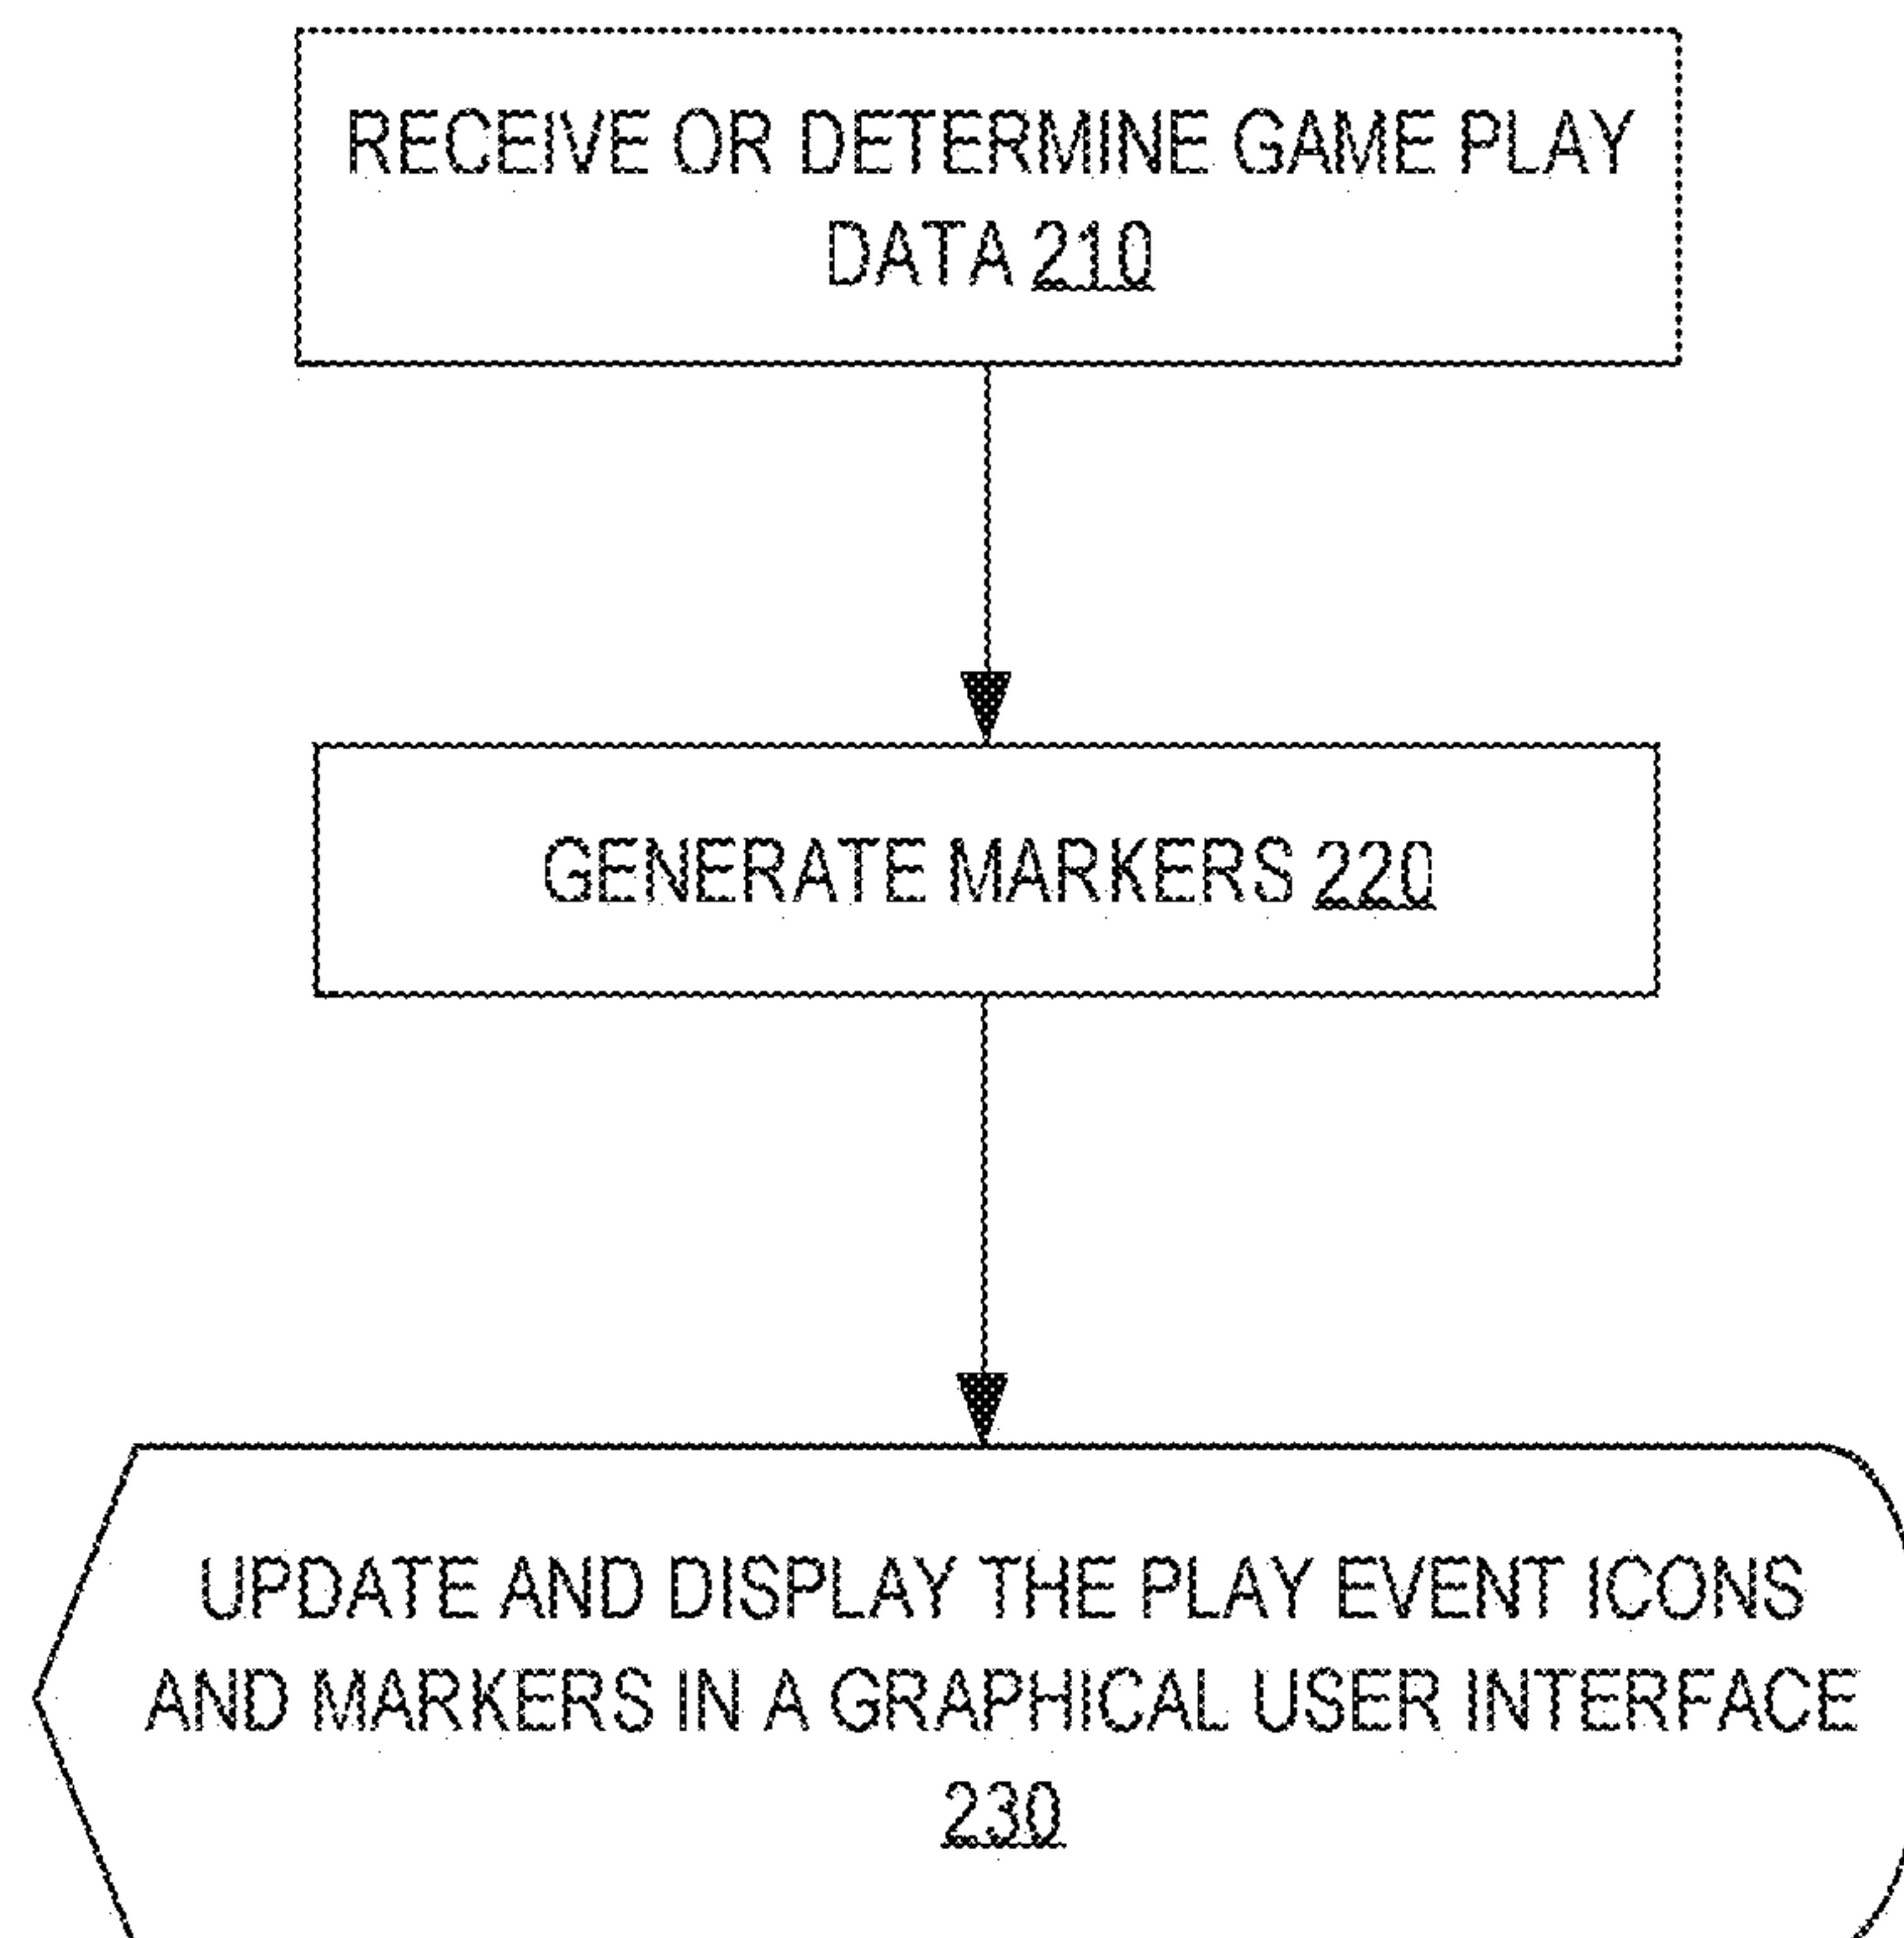 RECEIVE OR DETERMINE GAME PLAY
DATA 210
GENERATE MARKERS 220
UPDATE AND DISPLAY THE PLAY EVENT ICONS
AND MARKERS IN A GRAPHICAL USER INTERFACE
230